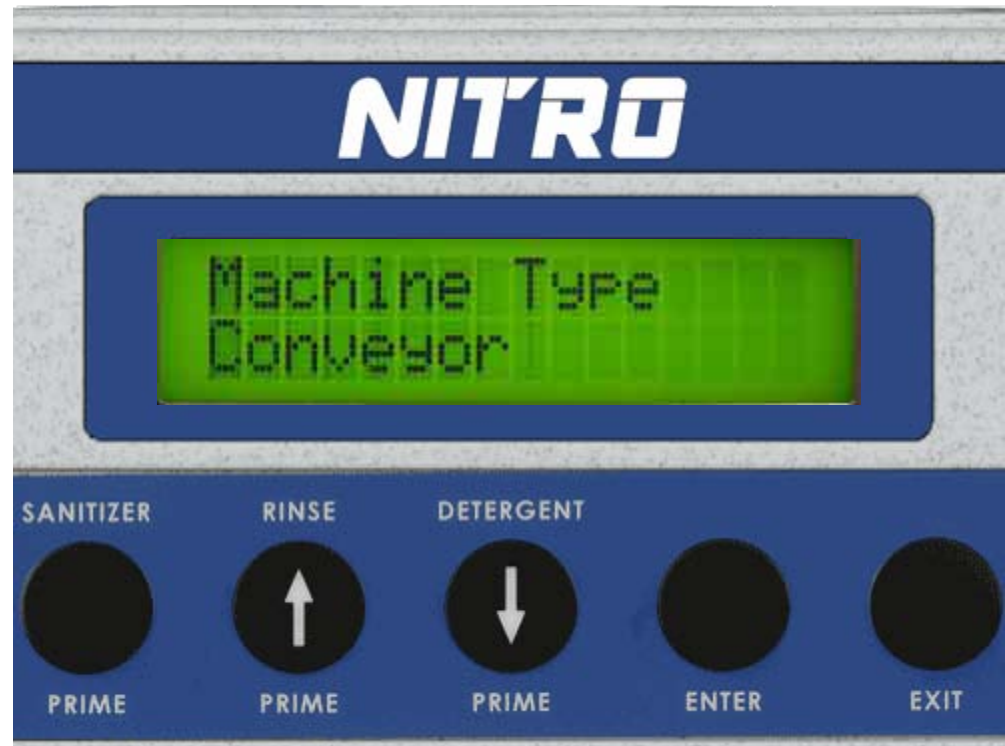 NITRO
Machine Type
Conveyor
SANITIZER RINSE DETERGENT
PRIME PRIME PRIME ENTER EXIT